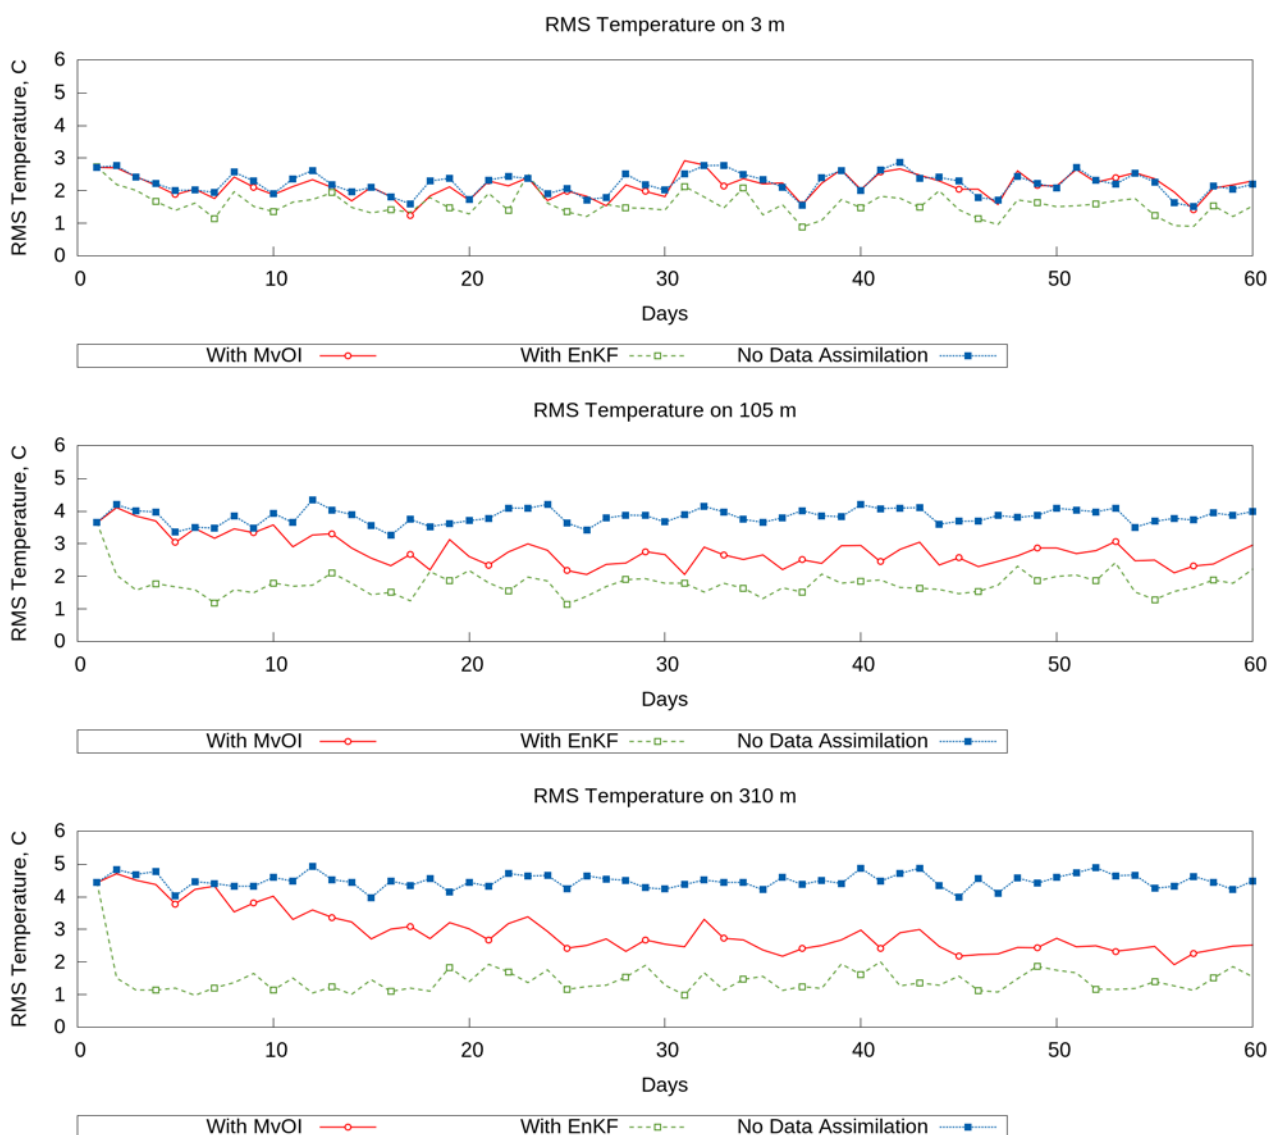 RMS Temperature on 3 m
RMS Temperature, C
6
5
4
3
2
1
0
0 10 20 30 40 50 60
Days
With MvOI With EnKF No Data Assimilation
RMS Temperature on 105 m
RMS Temperature, C
6
5
4
3
2
1
0
0 10 20 30 40 50 60
Days
With MvOI With EnKF No Data Assimilation
RMS Temperature on 310 m
RMS Temperature, C
6
5
4
3
2
1
0
0 10 20 30 40 50 60
Days
With MvOI With EnKF No Data Assimilation